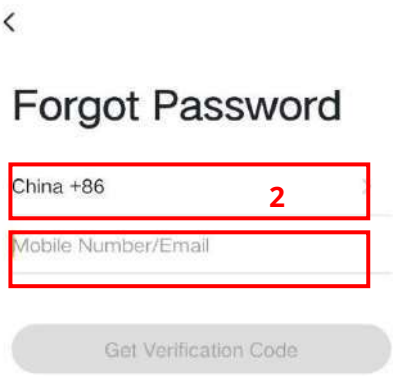 Forgot Password
China +86
2
Mobile Number/Email
Get Verification Code